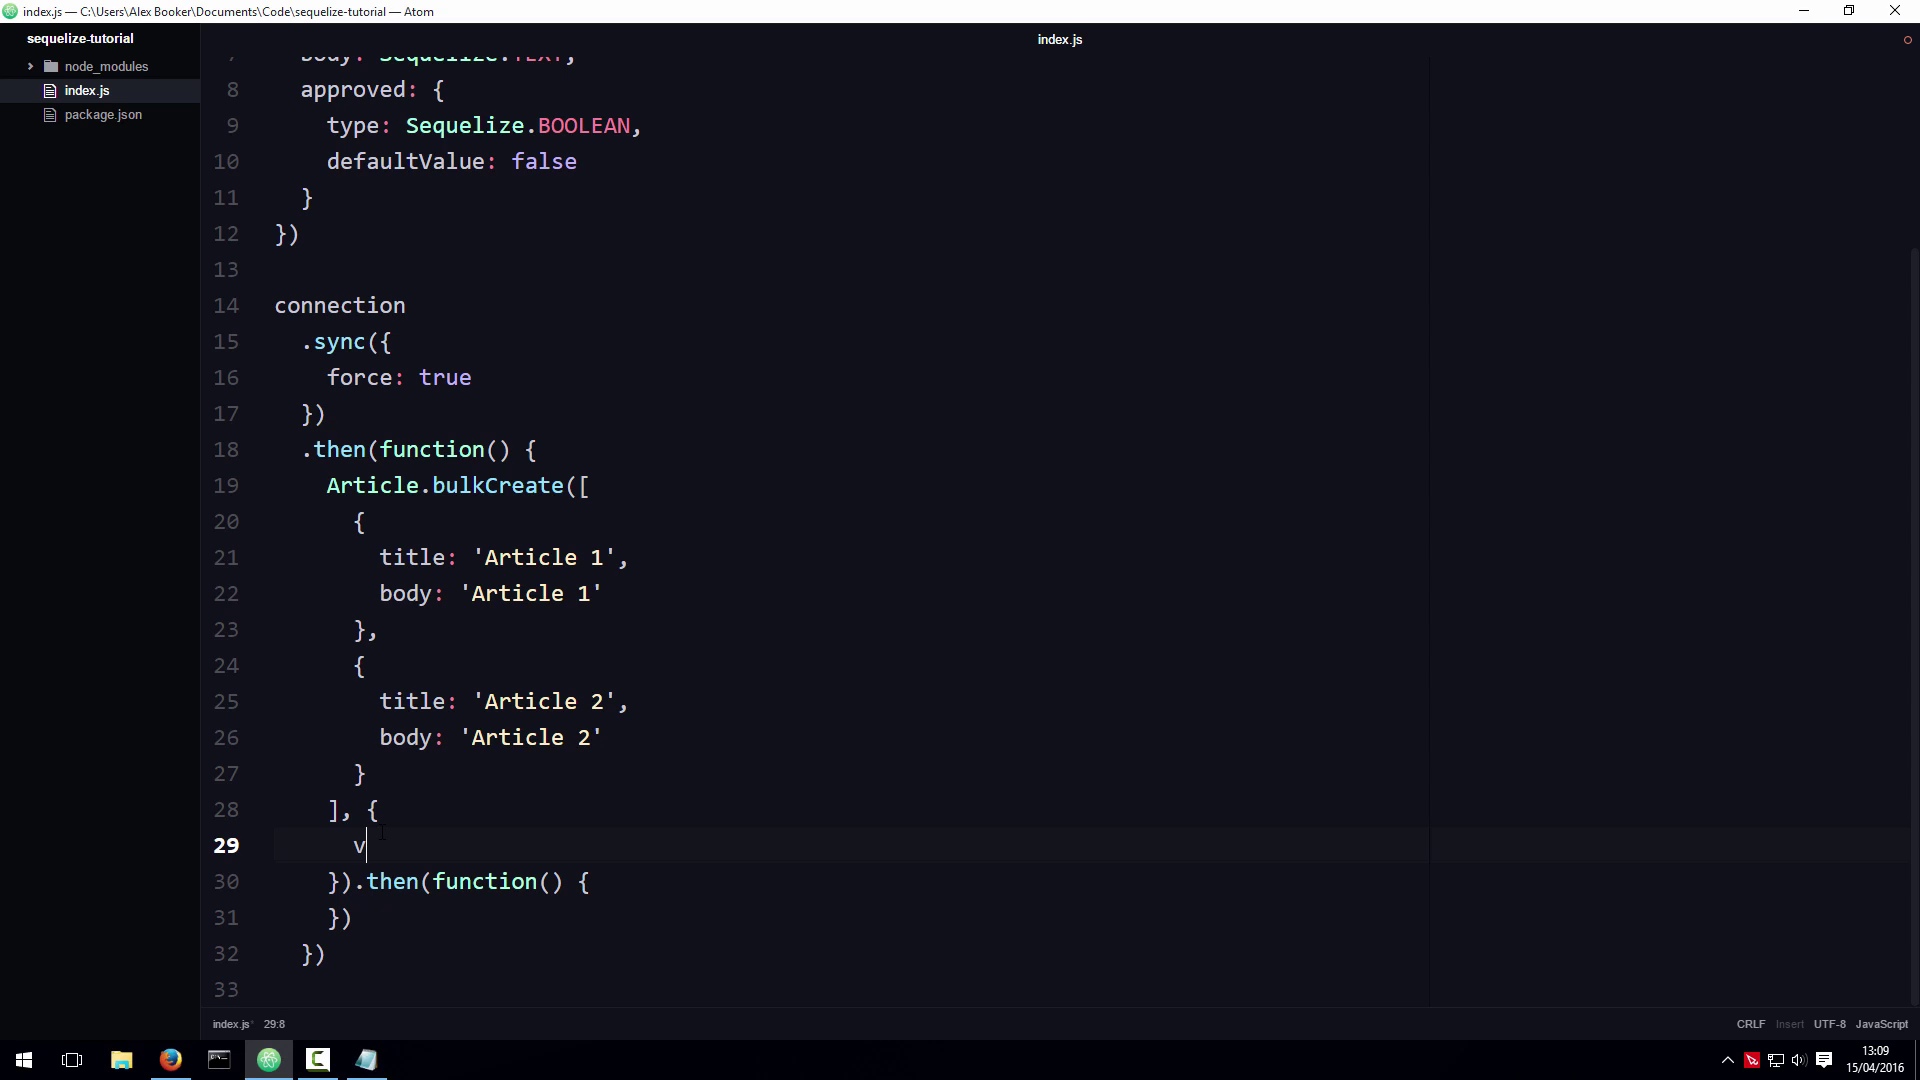 index.js — C:\Users\Alex Booker\Documents\Code\sequelize-tutorial — Atom
sequelize-tutorial
node_modules
index.js
package.json
index.js
7 body: Sequelize.TEXT,
8 approved: {
9 type: Sequelize.BOOLEAN,
10 defaultValue: false
11 }
12 })
13
14 connection
15 .sync({
16 force: true
17 })
18 .then(function() {
19 Article.bulkCreate([
20 {
21 title: 'Article 1',
22 body: 'Article 1'
23 },
24 {
25 title: 'Article 2',
26 body: 'Article 2'
27 }
28 ], {
29 v
30 }).then(function() {
31 })
32 })
33
index.js* 29:8
CRLF Insert UTF-8 JavaScript
13:09
15/04/2016